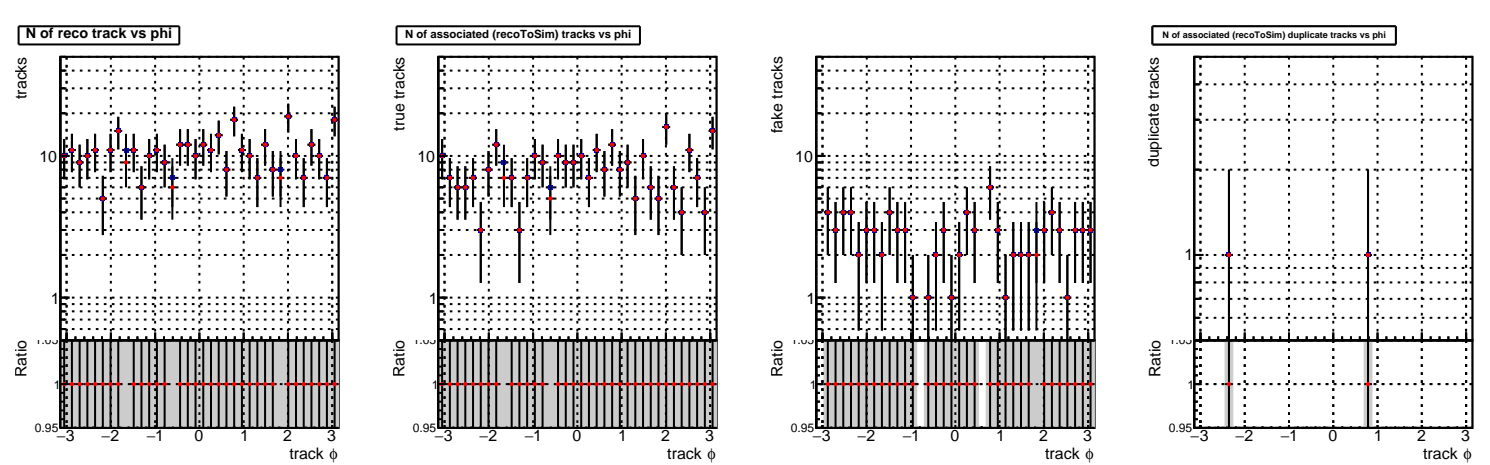 N of reco track vs phi
tracks
10
1
Ratio
1.05
1
0.95
−3 −2 −1 0 1 2 3
track ϕ
N of associated (recoToSim) tracks vs phi
true tracks
10
1
Ratio
1.05
1
0.95
−3 −2 −1 0 1 2 3
track ϕ
fake tracks
10
1
Ratio
1.05
1
0.95
−3 −2 −1 0 1 2 3
track ϕ
N of associated (recoToSim) duplicate tracks vs phi
duplicate tracks
1
Ratio
1.05
1
0.95
−3 −2 −1 0 1 2 3
track ϕ